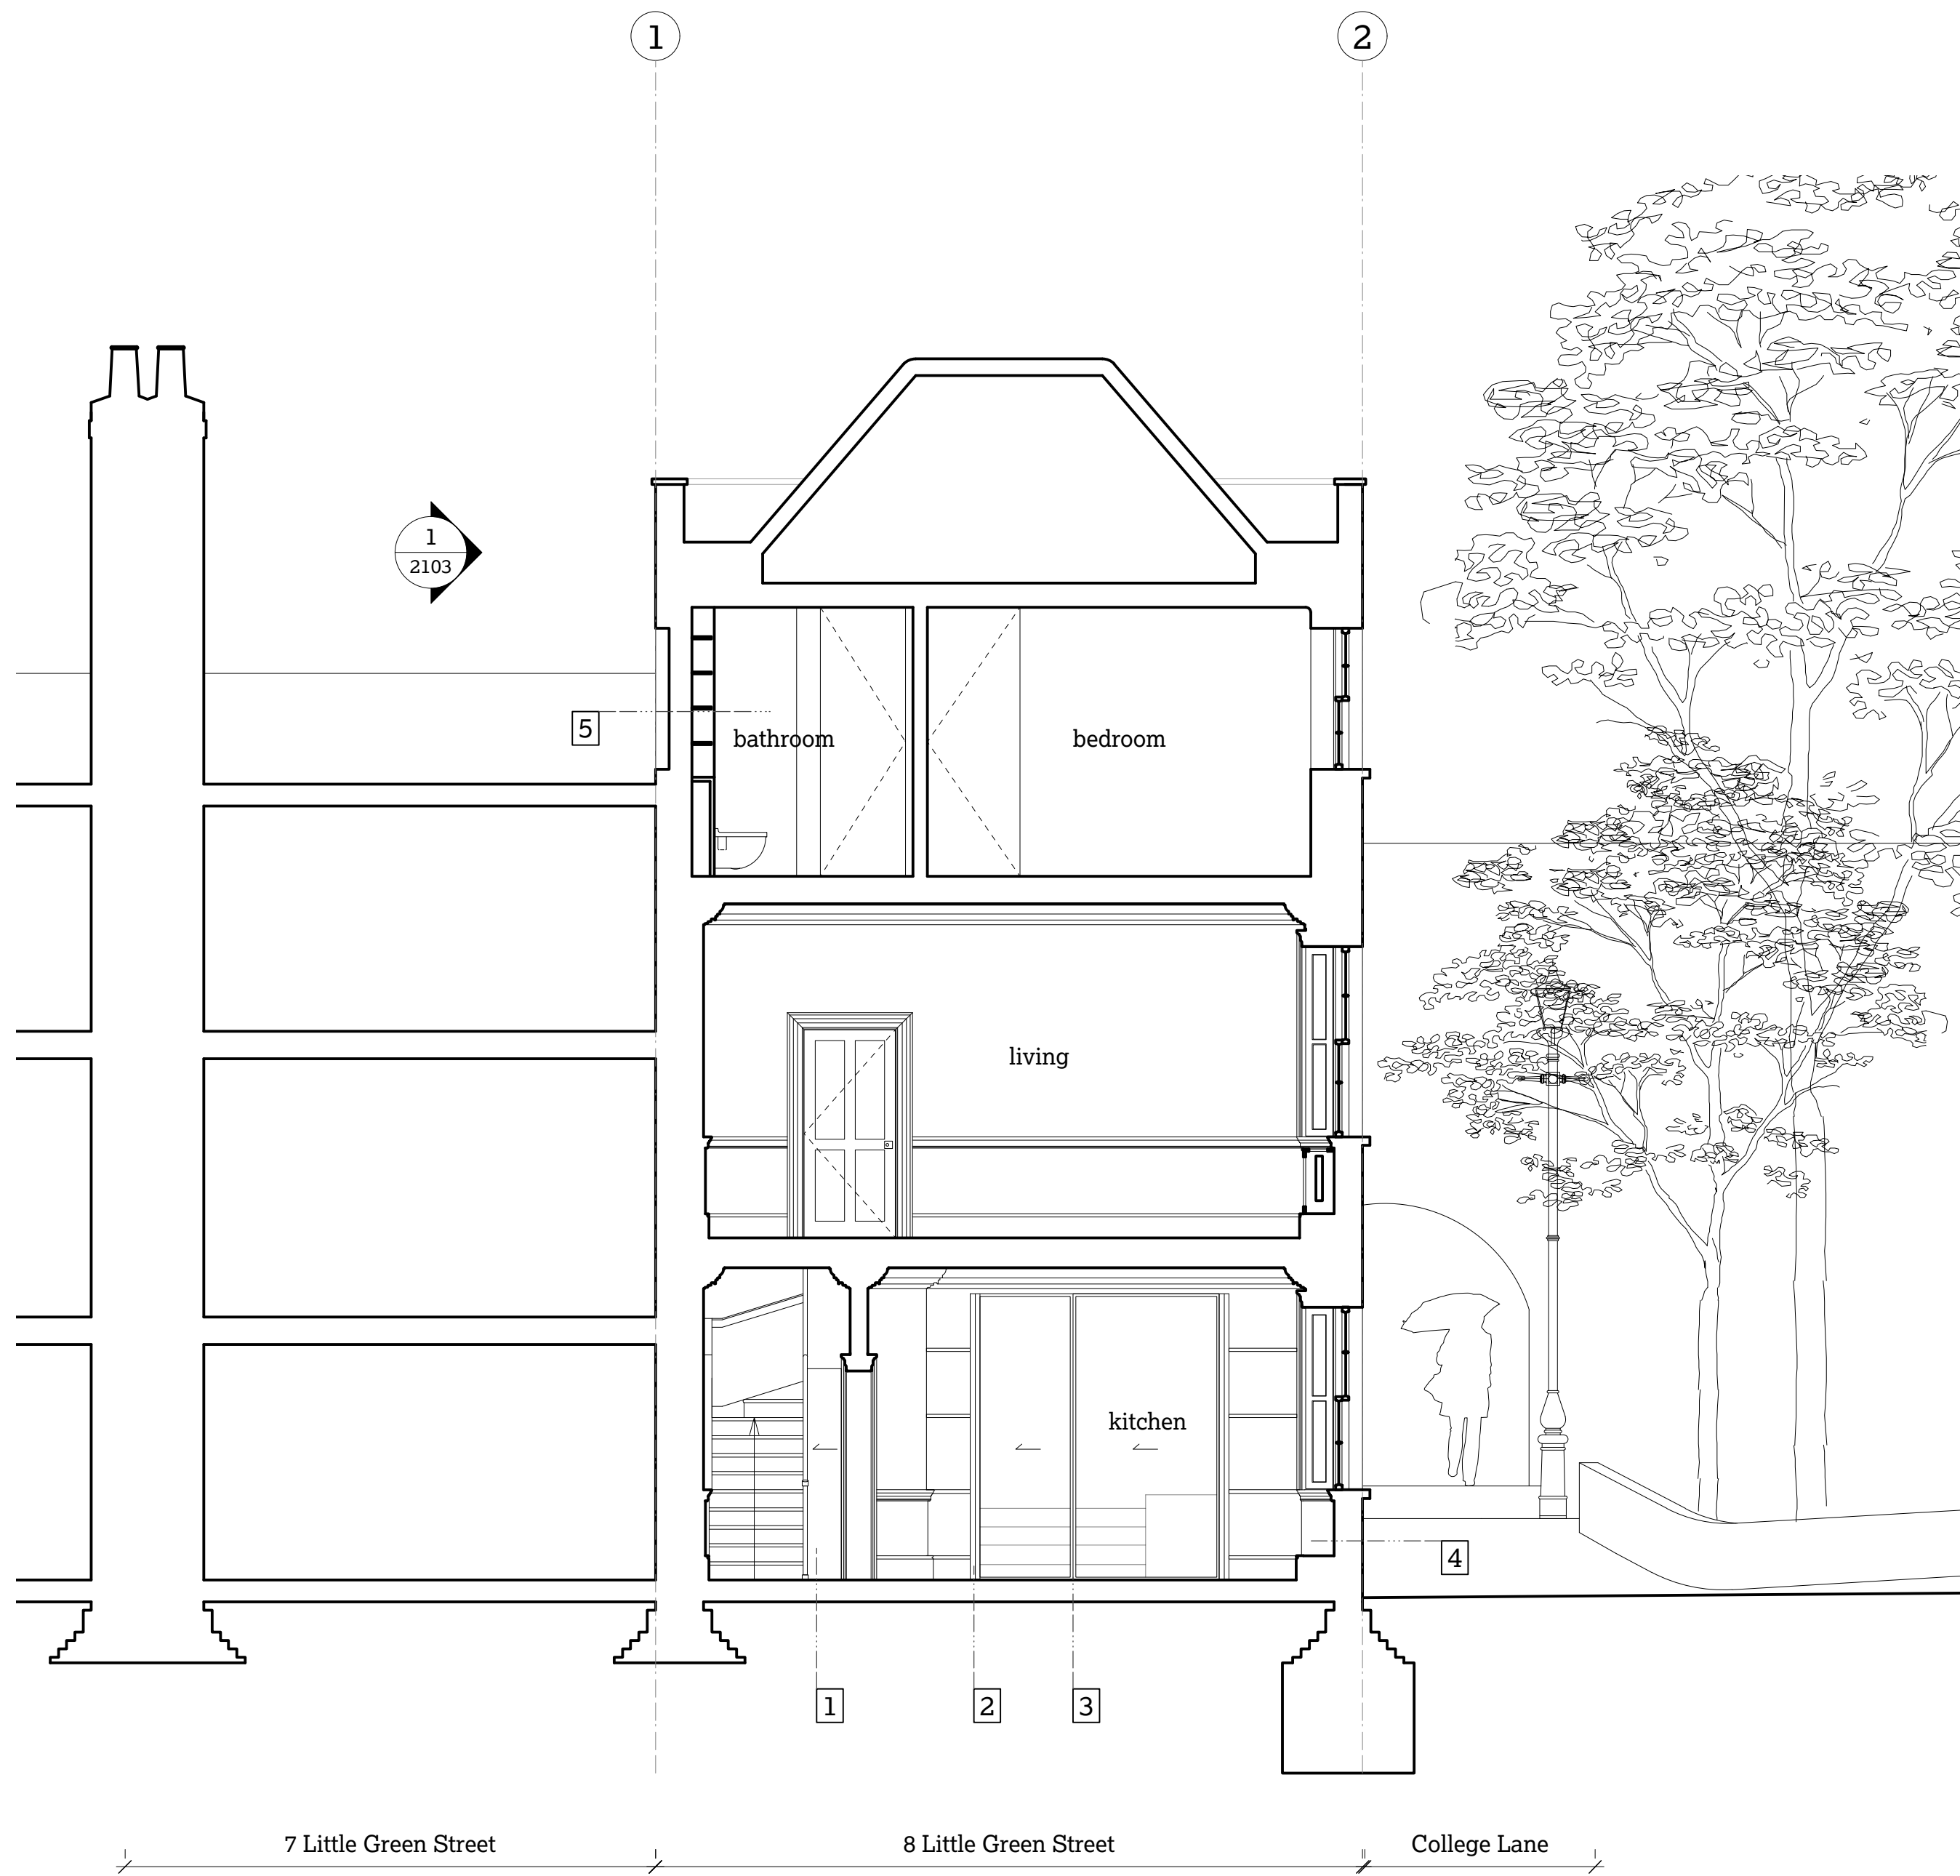 1
2
1
2103
5
bathroom
bedroom
living
kitchen
4
1
2
3
7 Little Green Street
8 Little Green Street
College Lane